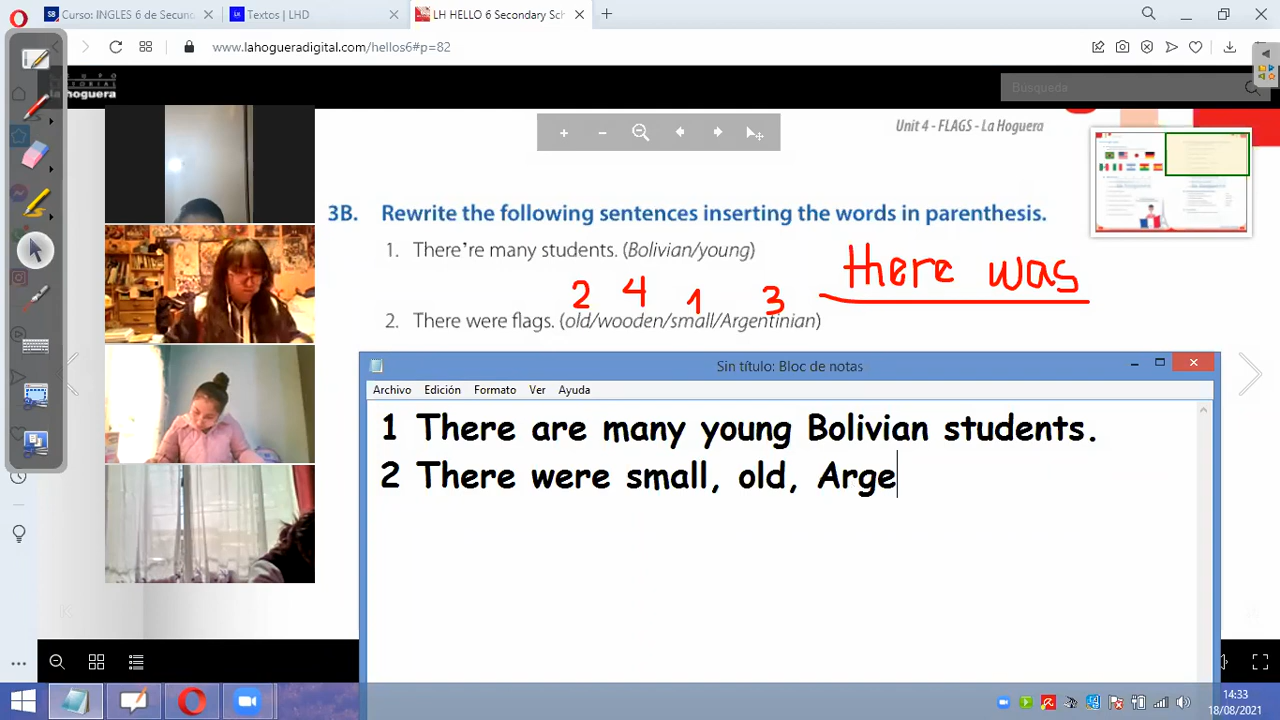 Curso: INGLES 6 de Secunc
Textos | LHD
LH HELLO 6 Secondary Sch
www.lahogueradigital.com/hellos6#p=82
la hoguera
Búsqueda
Unit 4 - FLAGS - La Hoguera
3B. Rewrite the following sentences inserting the words in parenthesis.
1. There're many students. (Bolivian/young)
there was
2 4 1 3
2. There were flags. (old/wooden/small/Argentinian)
Sin título: Bloc de notas
Archivo Edición Formato Ver Ayuda
1 There are many young Bolivian students.
2 There were small, old, Arge
14:33
18/08/2021